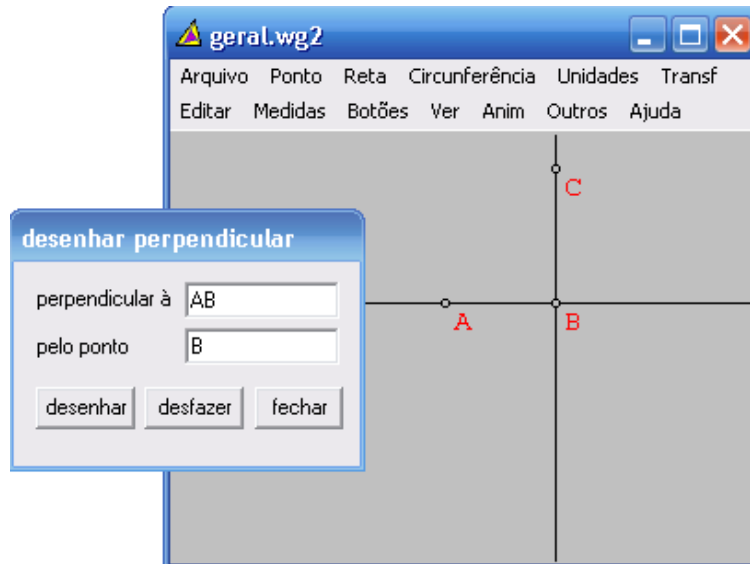 geral.wg2
Arquivo Ponto Reta Circunferência Unidades Transf
Editar Medidas Botões Ver Anim Outros Ajuda
C
A
B
desenhar perpendicular
perpendicular à AB
pelo ponto B
desenhar desfazer fechar